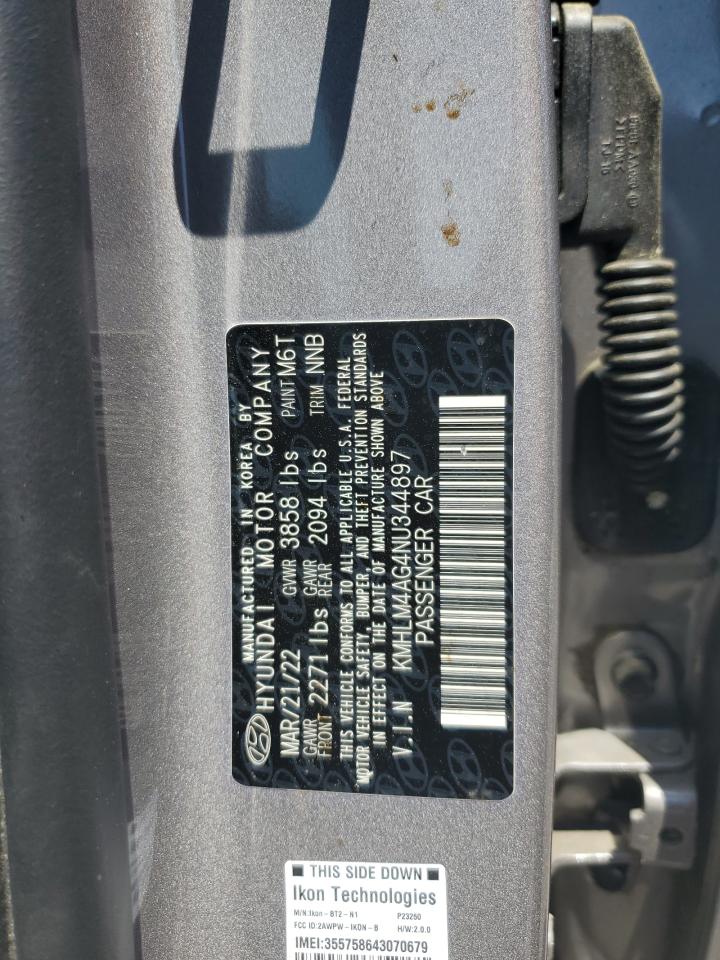 MANUFACTURED IN KOREA BY
HYUNDAI MOTOR COMPANY
MAR/21/22 GVWR 3858 lbs PAINT M6T
GAWR FRONT 2271 lbs GAWR REAR 2094 lbs TRIM NNB
THIS VEHICLE CONFORMS TO ALL APPLICABLE U.S.A. FEDERAL
MOTOR VEHICLE SAFETY, BUMPER, AND THEFT PREVENTION STANDARDS
IN EFFECT ON THE DATE OF MANUFACTURE SHOWN ABOVE
V.I.N KMHLM4AG4NU344897
PASSENGER CAR
THIS SIDE DOWN
Ikon Technologies
M/N:Ikon-BT2-N1 P23250
FCC ID:2AWPW-IKON-B H/W:2.0.0
IMEI:355758643070679